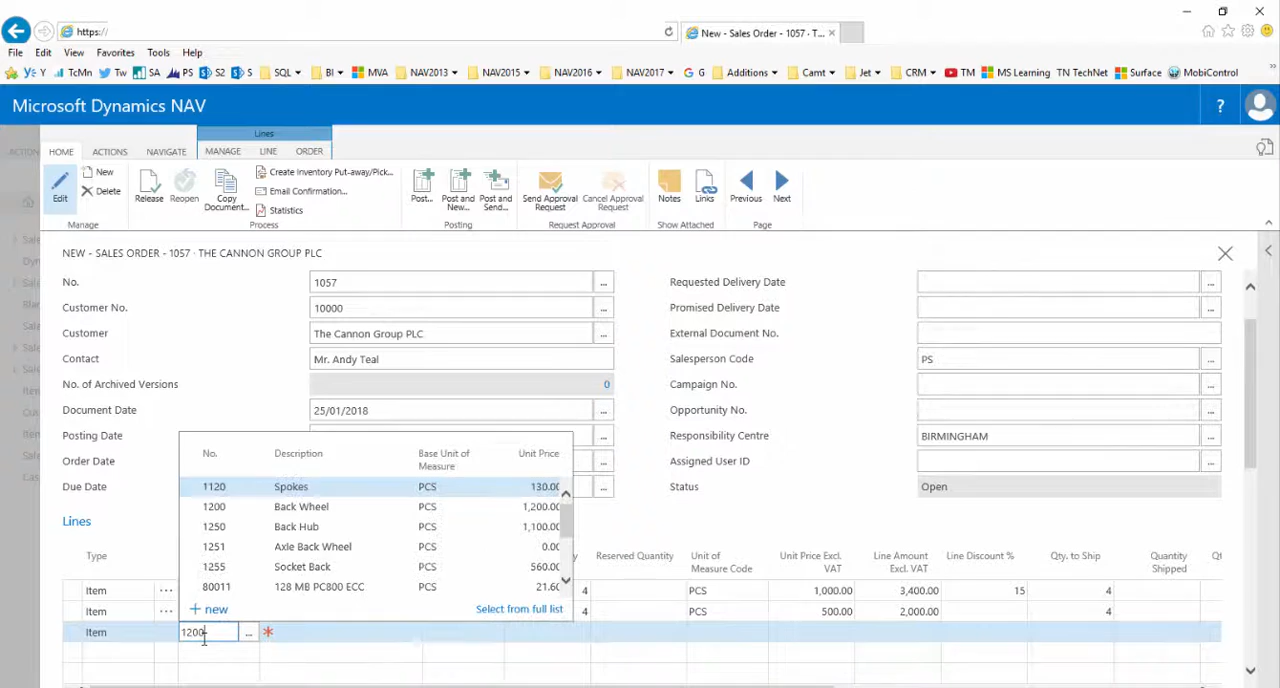 https://
New - Sales Order - 1057 · T...
File Edit View Favorites Tools Help
Y TcMn Tw SA PS S2 S SQL BI MVA NAV2013 NAV2015 NAV2016 NAV2017 G Additions Camt Jet CRM TM MS Learning TN TechNet Surface MobiControl
Microsoft Dynamics NAV
?
Lines
HOME ACTIONS NAVIGATE MANAGE LINE ORDER
Edit New Delete Release Reopen Copy Document... Create Inventory Put-away/Pick... Email Confirmation... Statistics Post... Post and New... Post and Send... Send Approval Request Cancel Approval Request Notes Links Previous Next
Manage Process Posting Request Approval Show Attached Page
NEW - SALES ORDER - 1057 · THE CANNON GROUP PLC
No. 1057 ... Requested Delivery Date ...
Customer No. 10000 ... Promised Delivery Date ...
Customer The Cannon Group PLC ... External Document No.
Contact Mr. Andy Teal Salesperson Code PS ...
No. of Archived Versions 0 Campaign No. ...
Document Date 25/01/2018 ... Opportunity No. ...
Posting Date ... Responsibility Centre BIRMINGHAM ...
Order Date ... Assigned User ID ...
Due Date ... Status Open
No. Description Base Unit of Measure Unit Price
1120 Spokes PCS 130.00
1200 Back Wheel PCS 1,200.00
1250 Back Hub PCS 1,100.00
1251 Axle Back Wheel PCS 0.00
1255 Socket Back PCS 560.00
80011 128 MB PC800 ECC PCS 21.60
+ new Select from full list
Lines
Type Reserved Quantity Unit of Measure Code Unit Price Excl. VAT Line Amount Excl. VAT Line Discount % Qty. to Ship Quantity Shipped
Item ... 4 PCS 1,000.00 3,400.00 15 4
Item ... 4 PCS 500.00 2,000.00 4
Item 1200 ... *